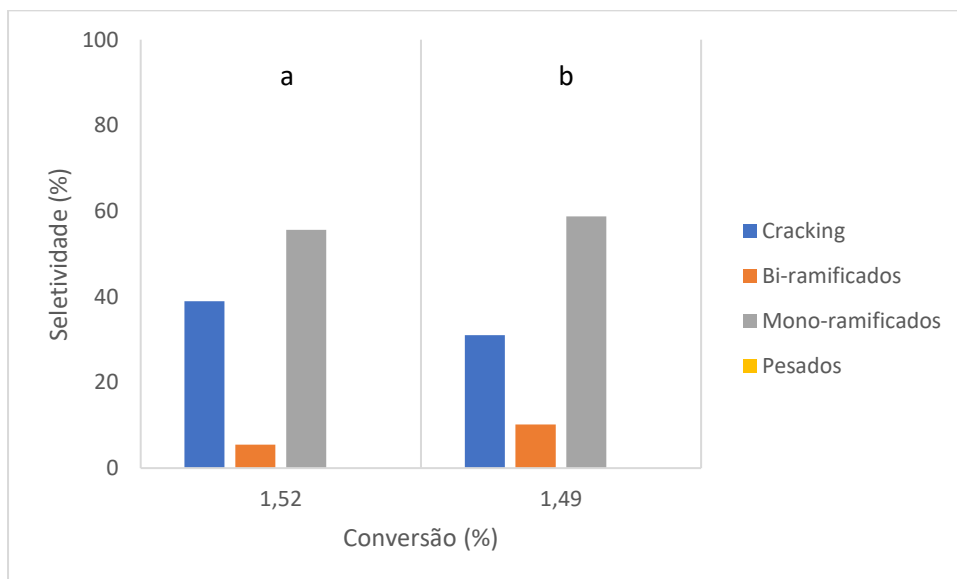 100
80
60
40
20
0
Seletividade (%)
a
b
1,52
1,49
Conversão (%)
Cracking
Bi-ramificados
Mono-ramificados
Pesados